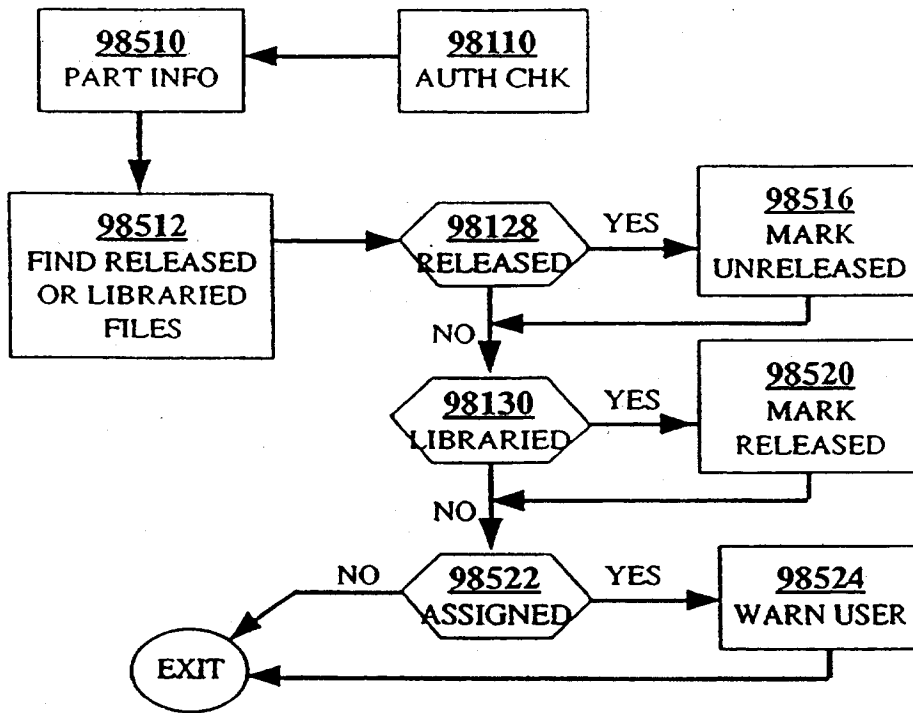 98510
PART INFO
98110
AUTH CHK
98512
FIND RELEASED
OR LIBRARIED
FILES
98128
RELEASED
YES
98516
MARK
UNRELEASED
NO
98130
LIBRARIED
YES
98520
MARK
RELEASED
NO
98522
ASSIGNED
NO
YES
98524
WARN USER
EXIT